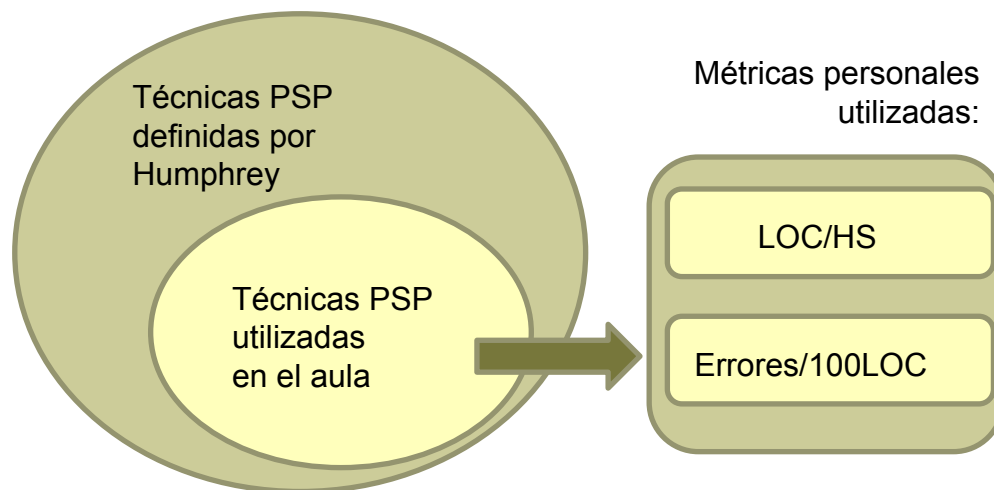 Técnicas PSP
definidas por
Humphrey
Técnicas PSP
utilizadas
en el aula
Métricas personales
utilizadas:
LOC/HS
Errores/100LOC